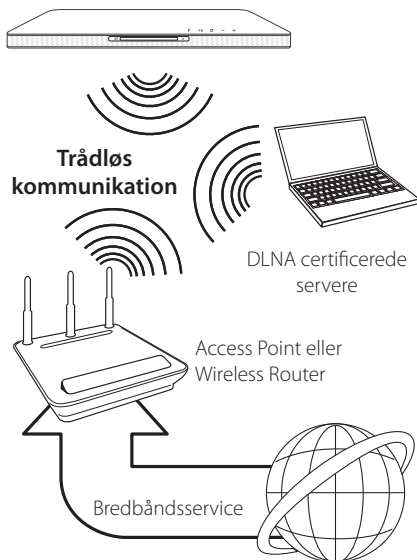 Trådløs
kommunikation
DLNA certificerede
servere
Access Point eller
Wireless Router
Bredbåndsservice